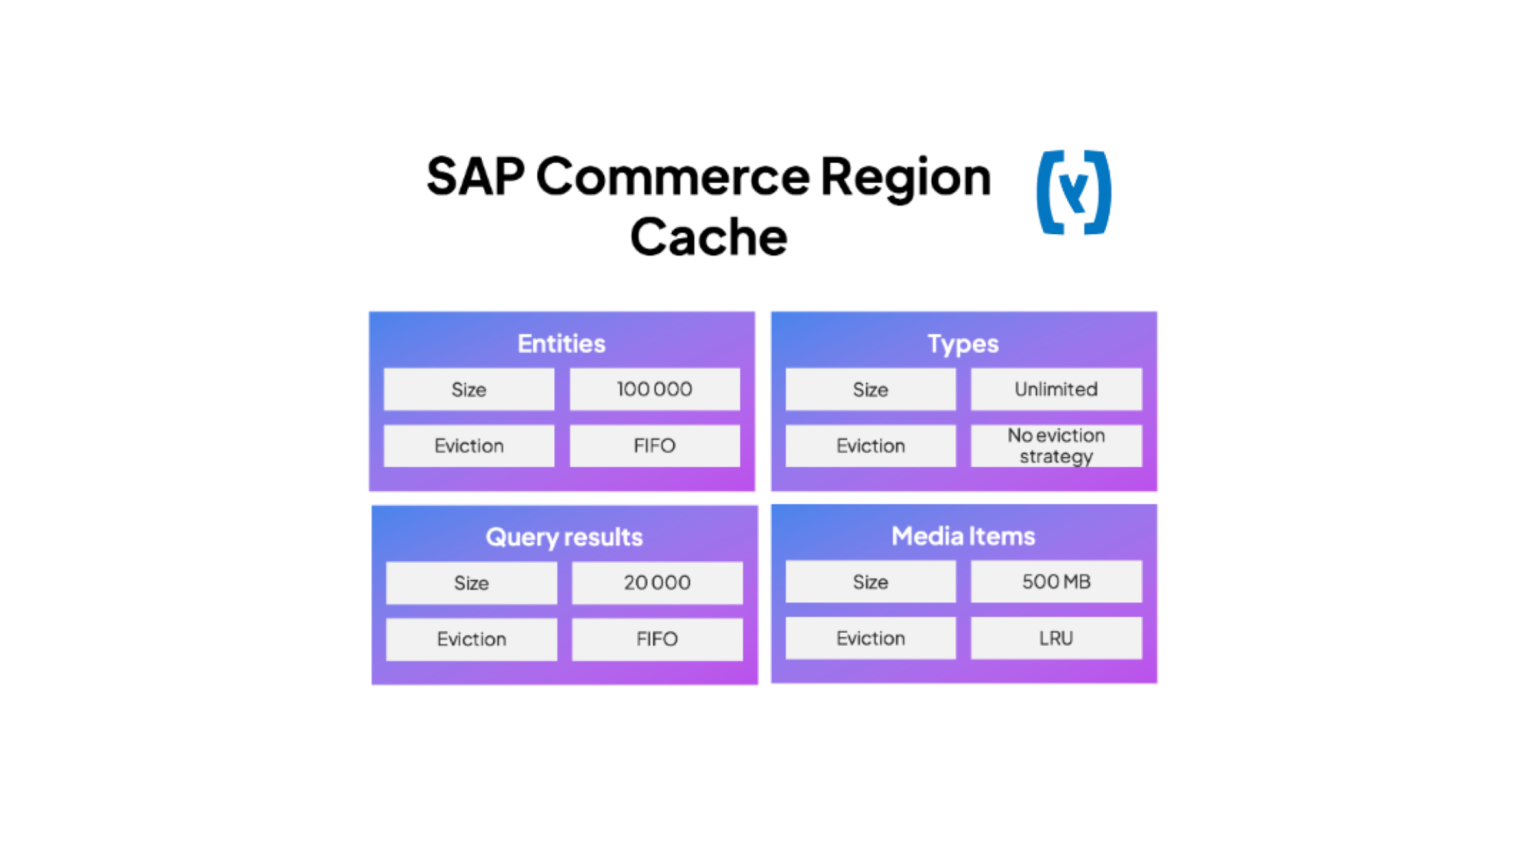 SAP Commerce Region
Cache
Entities
Size
100 000
Eviction
FIFO
Types
Size
Unlimited
Eviction
No eviction
strategy
Query results
Size
20 000
Eviction
FIFO
Media Items
Size
500 MB
Eviction
LRU